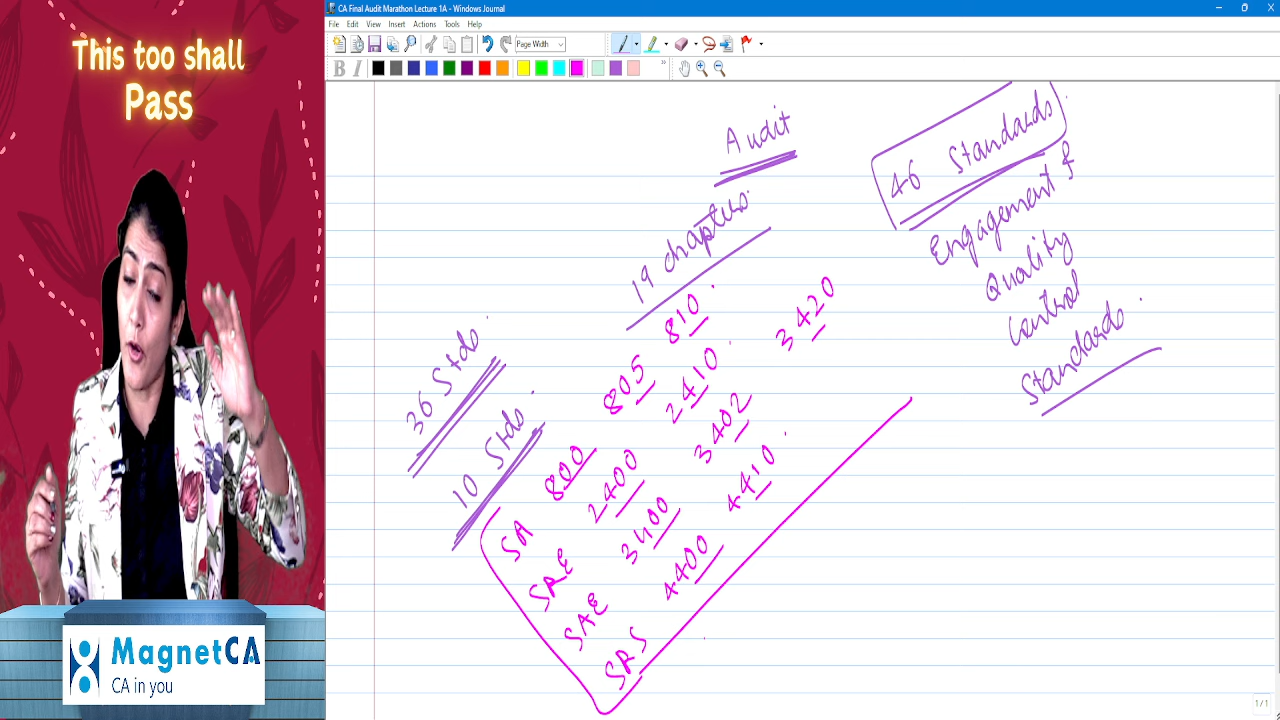 This too shall
Pass
MagnetCA
CA in you
CA Final Audit Marathon Lecture 1A - Windows Journal
File Edit View Insert Actions Tools Help
Page Width
B I
Audit
19 chapters.
46 Standards.
Engagement &
Quality
Control
Standards.
36 Stds.
10 Stds.
SA 800 805 810.
SRE 2400 2410.
SAE 3400 3402 3420
SRS 4400 4410.
1/1